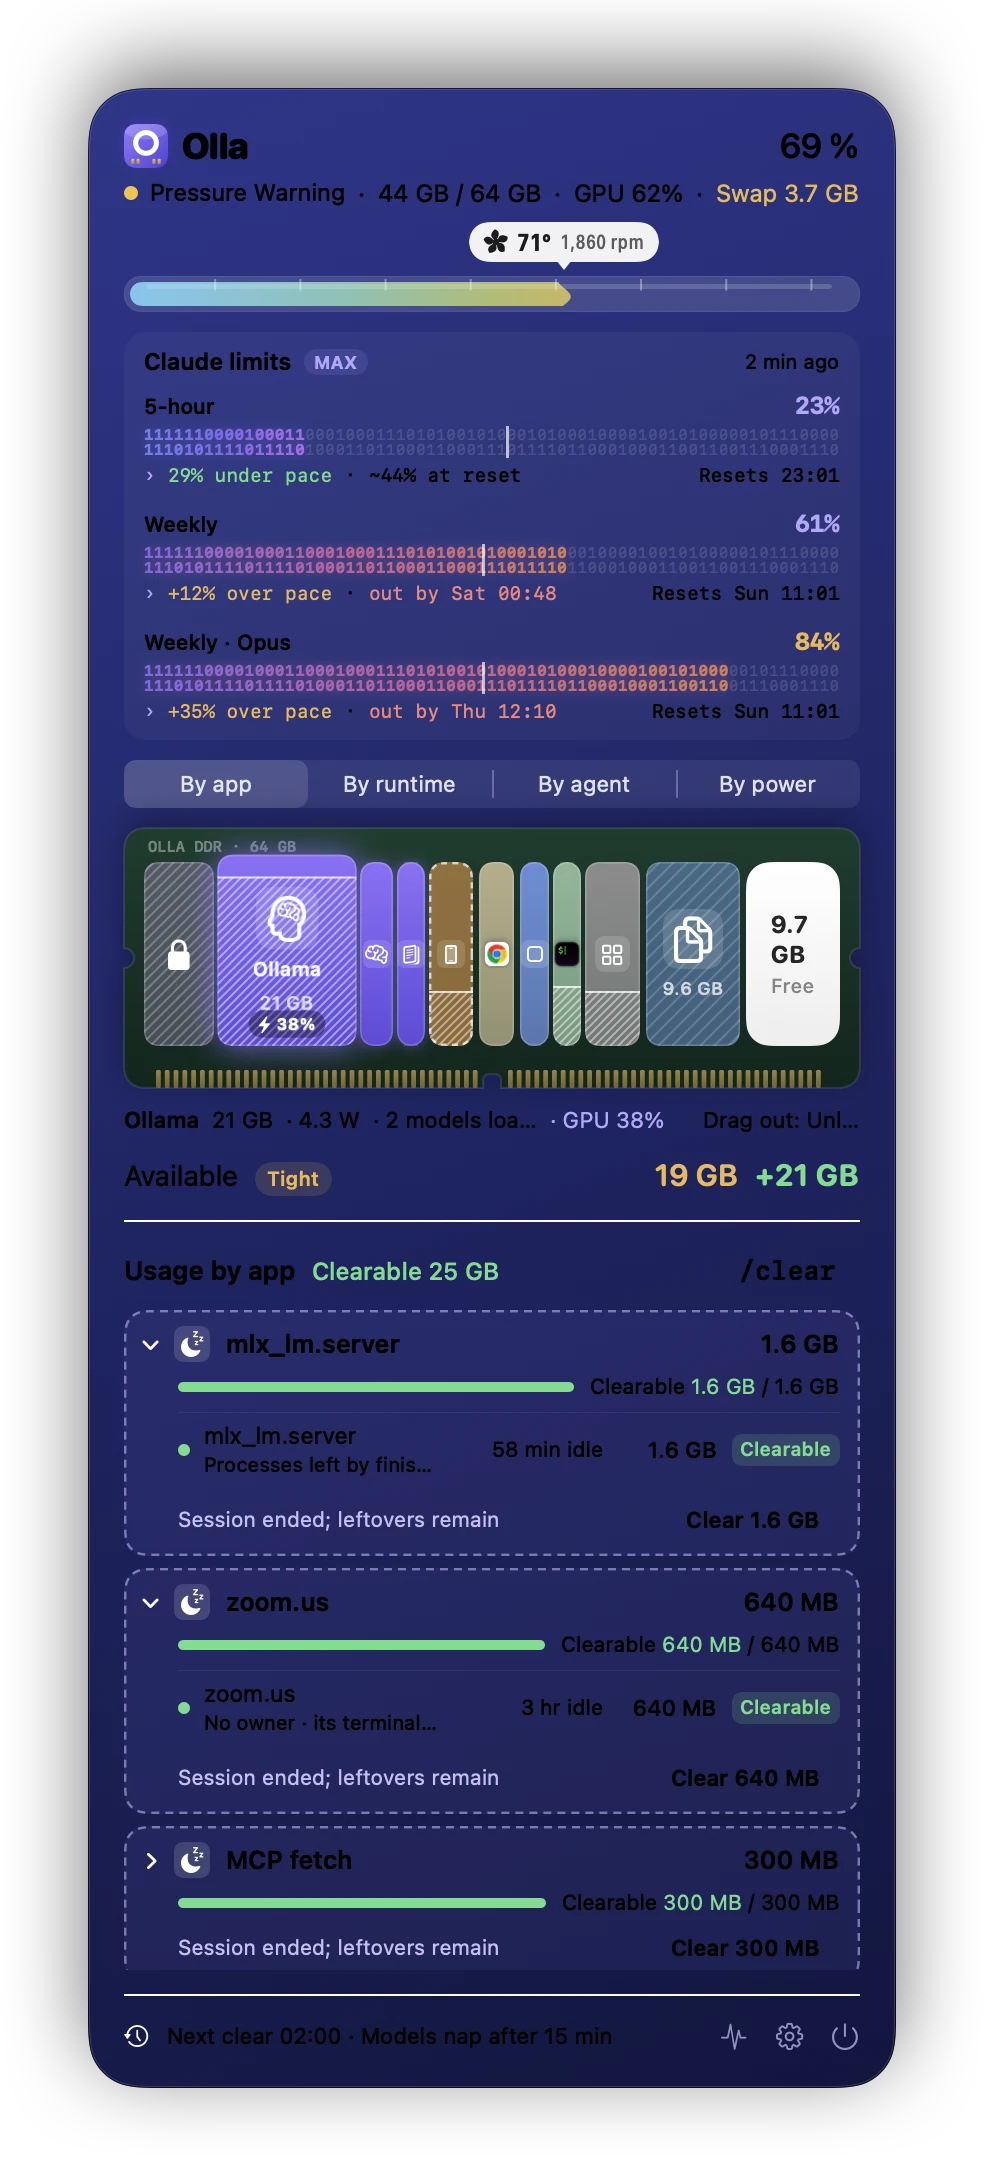 Olla 69 %
Pressure Warning · 44 GB / 64 GB · GPU 62% · Swap 3.7 GB
71° 1,860 rpm
Claude limits MAX 2 min ago
5-hour 23%
› 29% under pace · ~44% at reset Resets 23:01
Weekly 61%
› +12% over pace · out by Sat 00:48 Resets Sun 11:01
Weekly · Opus 84%
› +35% over pace · out by Thu 12:10 Resets Sun 11:01
By app By runtime By agent By power
OLLA DDR · 64 GB
Ollama
21 GB
38%
9.6 GB
9.7
GB
Free
Ollama 21 GB · 4.3 W · 2 models loa… · GPU 38% Drag out: Unl…
Available Tight 19 GB +21 GB
Usage by app Clearable 25 GB /clear
mlx_lm.server 1.6 GB
Clearable 1.6 GB / 1.6 GB
mlx_lm.server
Processes left by finis… 58 min idle 1.6 GB Clearable
Session ended; leftovers remain Clear 1.6 GB
zoom.us 640 MB
Clearable 640 MB / 640 MB
zoom.us
No owner · its terminal… 3 hr idle 640 MB Clearable
Session ended; leftovers remain Clear 640 MB
MCP fetch 300 MB
Clearable 300 MB / 300 MB
Session ended; leftovers remain Clear 300 MB
Next clear 02:00 · Models nap after 15 min